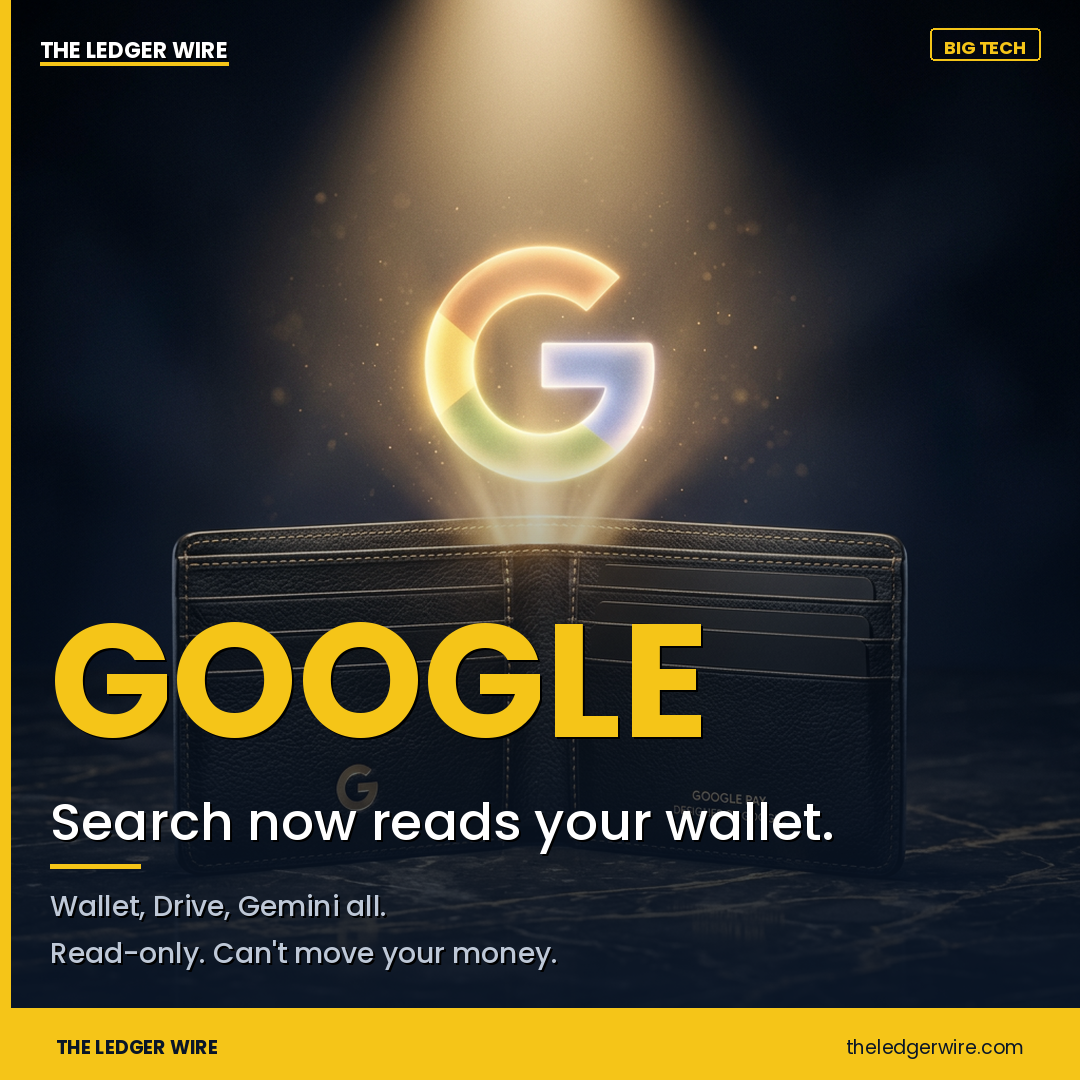 THE LEDGER WIRE
BIG TECH
GOOGLE
GOOGLE PAY
Search now reads your wallet.
Wallet, Drive, Gemini all.
Read-only. Can't move your money.
THE LEDGER WIRE
theledgerwire.com